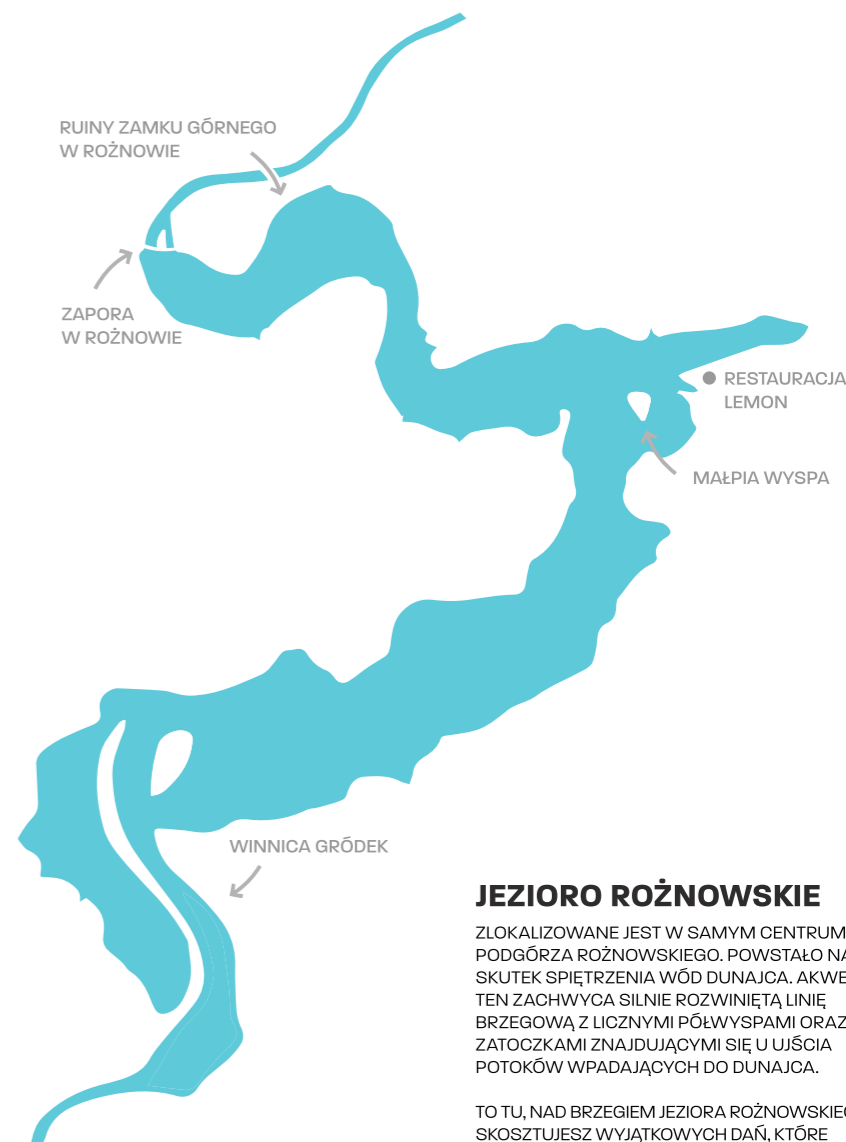 RUINY ZAMKU GÓRNEGO
W ROŻNOWIE
ZAPORA
W ROŻNOWIE
RESTAURACJA
LEMON
MAŁPIA WYSPA
WINNICA GRÓDEK
JEZIORO ROŻNOWSKIE
ZLOKALIZOWANE JEST W SAMYM CENTRUM
PODGÓRZA ROŻNOWSKIEGO. POWSTAŁO NA
SKUTEK SPIĘTRZENIA WÓD DUNAJCA. AKWE
TEN ZACHWYCA SILNIE ROZWINIĘTĄ LINIĘ
BRZEGOWĄ Z LICZNYMI PÓŁWYSPAMI ORAZ
ZATOCZKAMI ZNAJDUJĄCYMI SIĘ U UJŚCIA
POTOKÓW WPADAJĄCYCH DO DUNAJCA.
TO TU, NAD BRZEGIEM JEZIORA ROŻNOWSKIEG
SKOSZTUJESZ WYJĄTKOWYCH DAŃ, KTÓRE